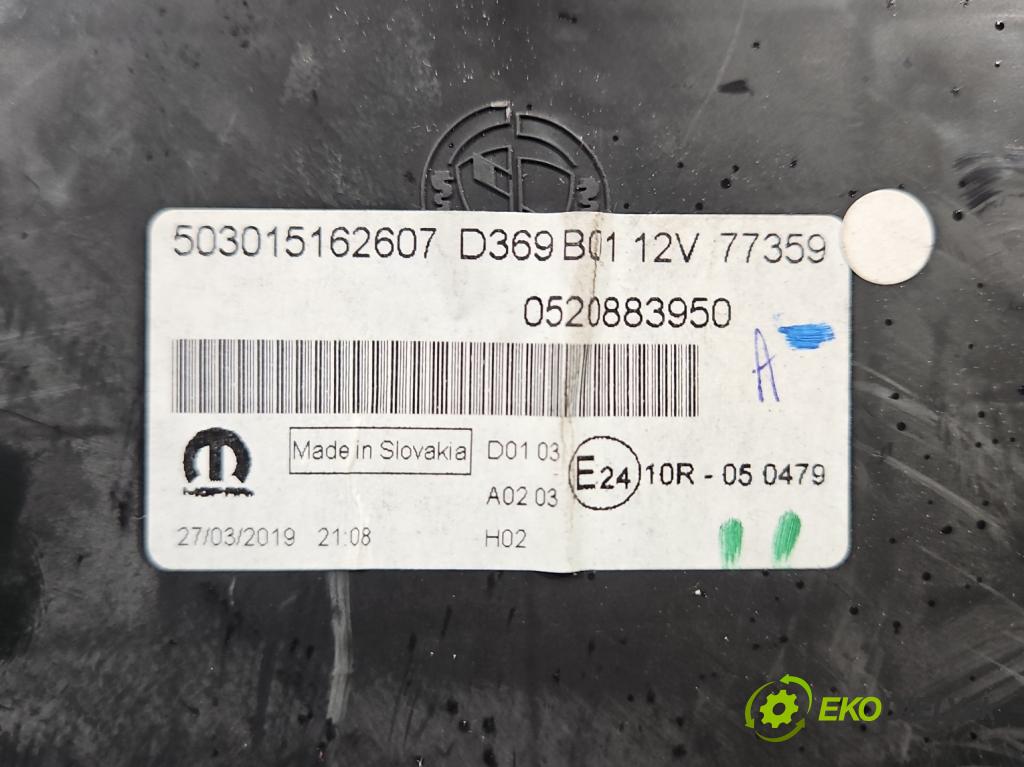 503015162607 D369 B01 12V 77359
0520883950
A
MOPAR
Made in Slovakia
D01 03
A02 03
E24 10R - 05 0479
27/03/2019 21:08
H02
EKO